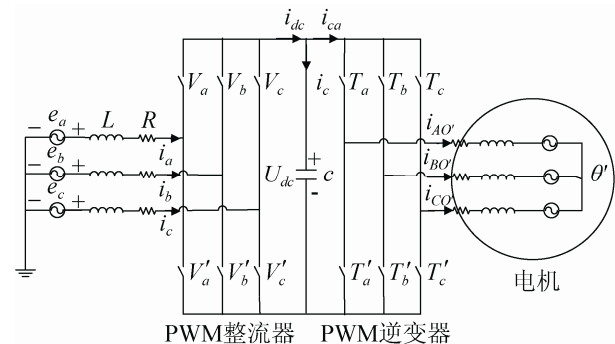 i_dc i_ca
V_a V_b V_c i_c T_a T_b T_c
e_a L R
− + i_a i_AO'
e_b
− + i_b U_dc + c i_BO' θ'
-
e_c
− + i_c i_CO'
V'_a V'_b V'_c T'_a T'_b T'_c
电机
PWM整流器 PWM逆变器